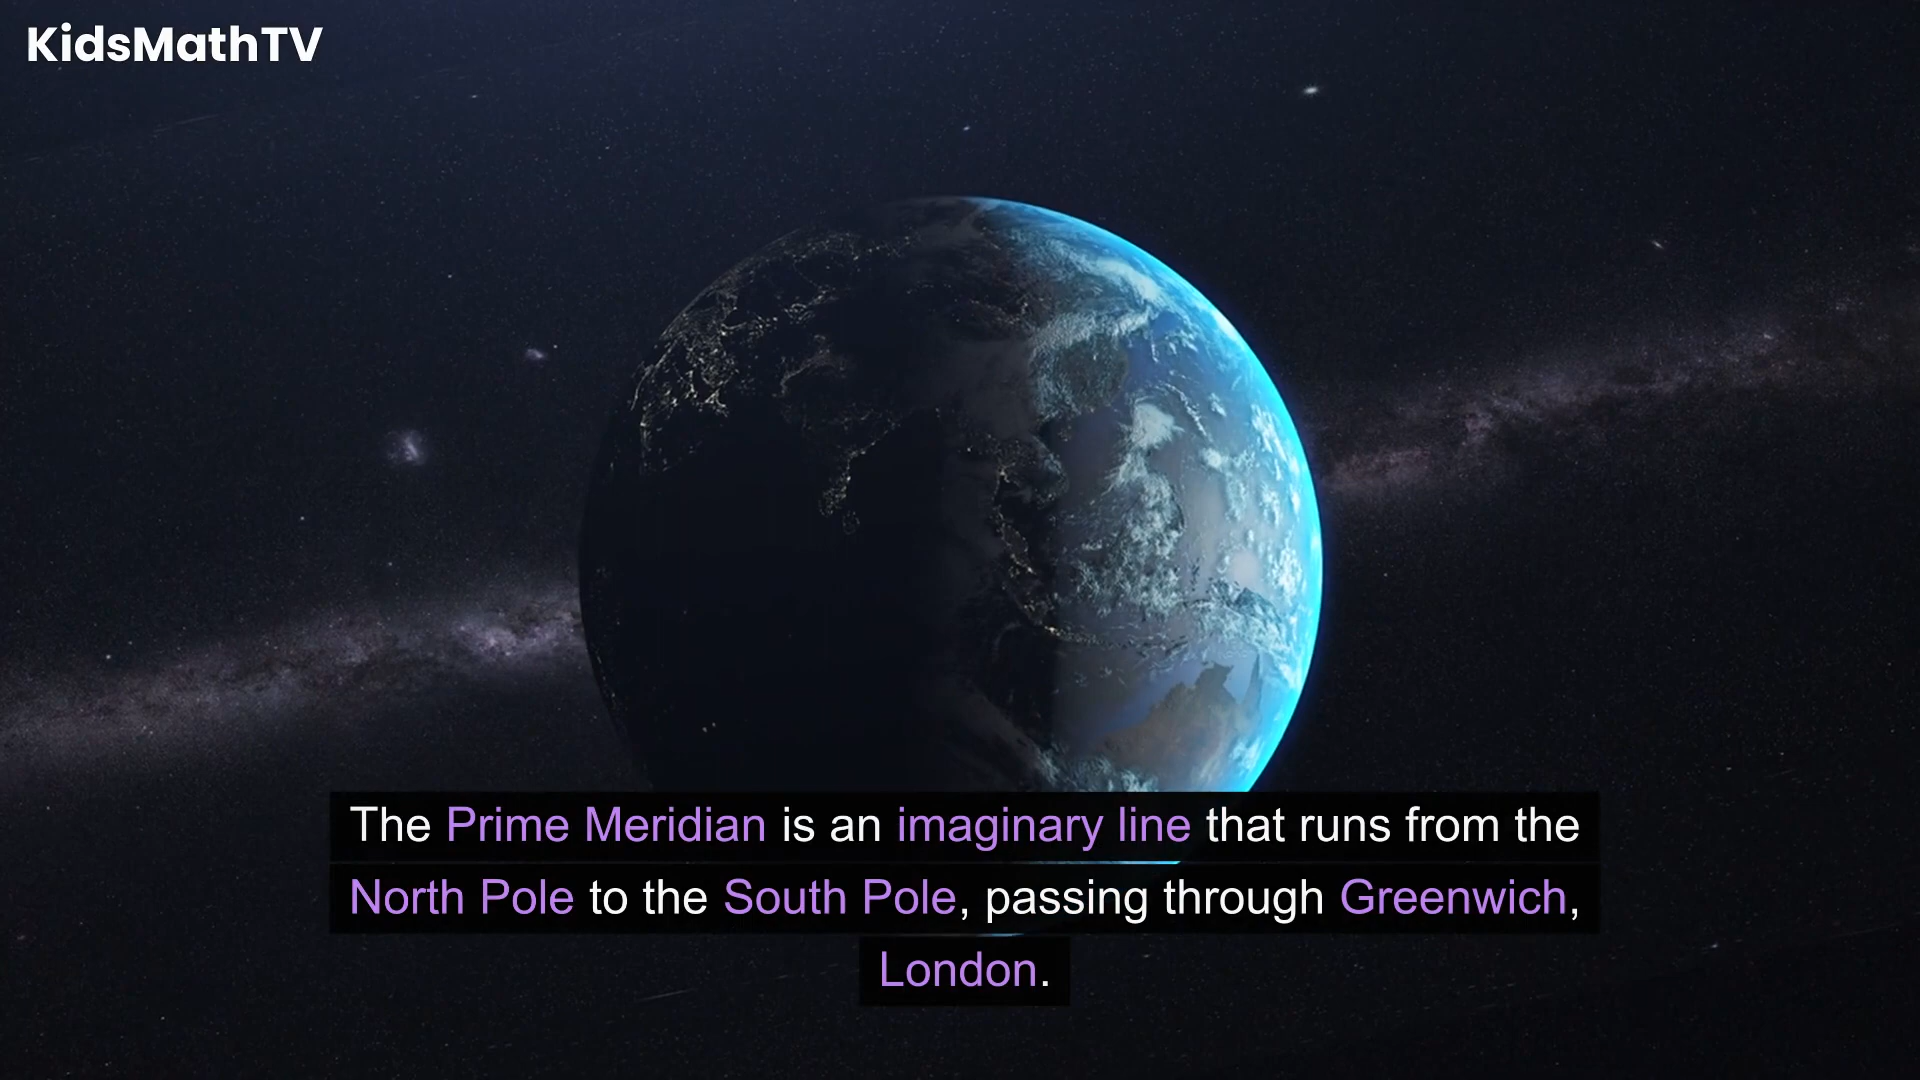 KidsMathTV
The Prime Meridian is an imaginary line that runs from the
North Pole to the South Pole, passing through Greenwich,
London.